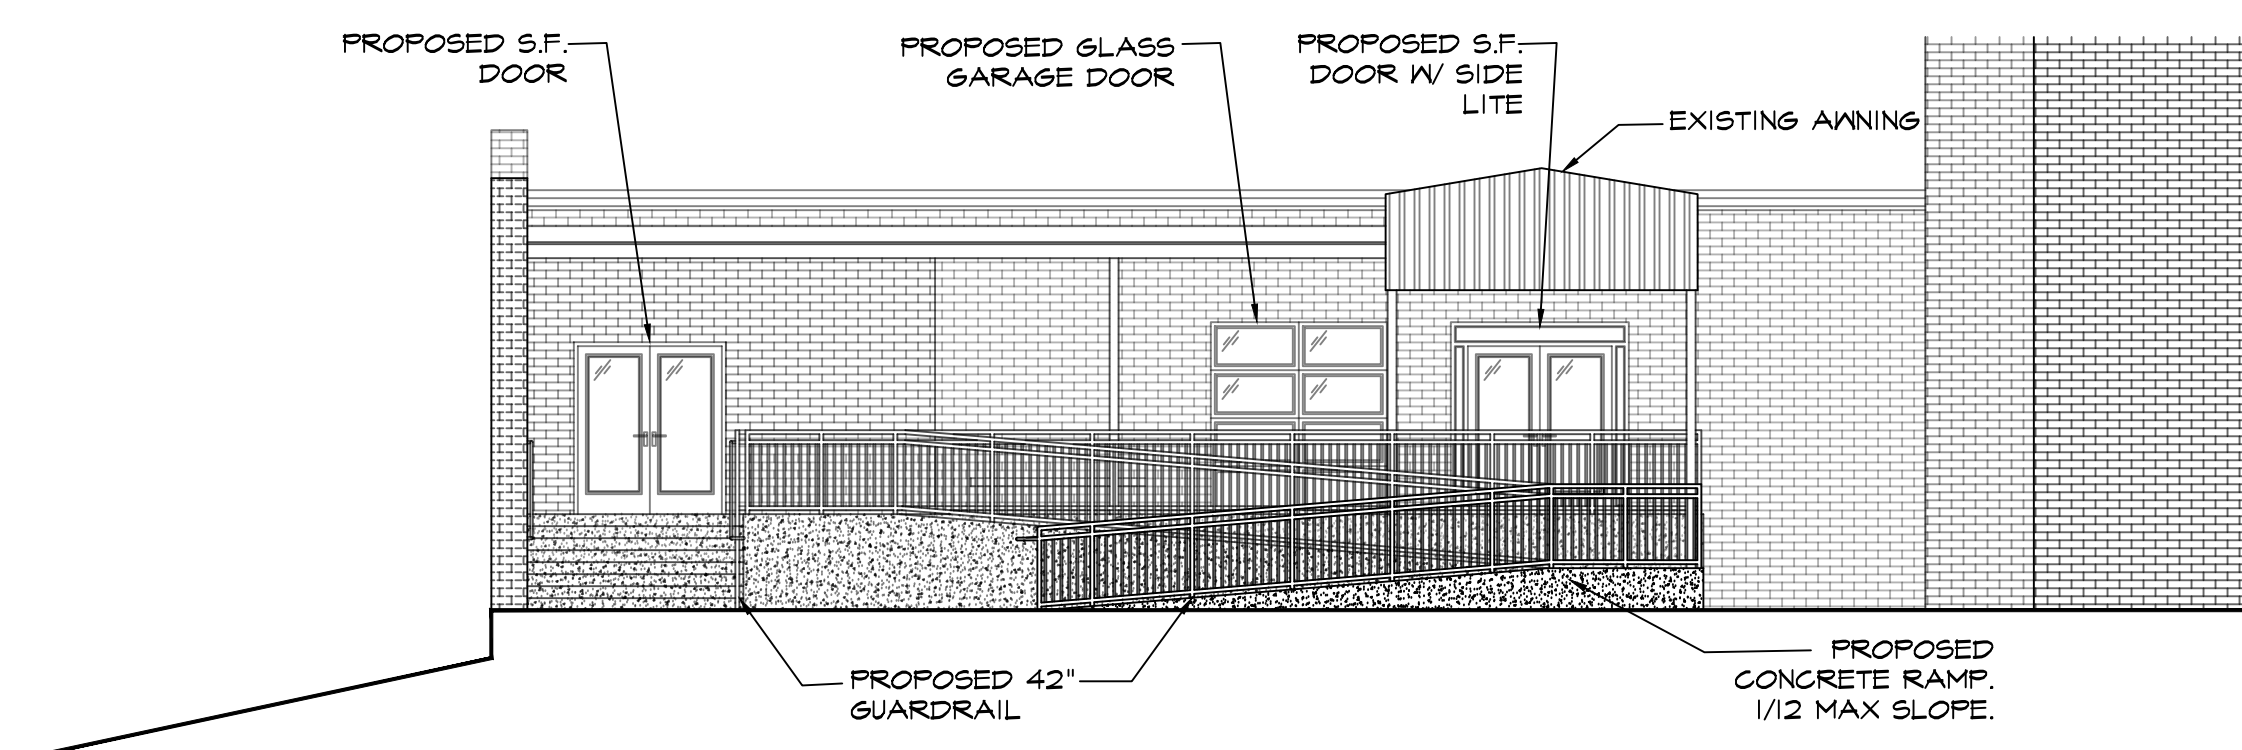 PROPOSED S.F.
DOOR
PROPOSED GLASS
GARAGE DOOR
PROPOSED S.F.
DOOR W/ SIDE
LITE
EXISTING AWNING
PROPOSED 42"
GUARDRAIL
PROPOSED
CONCRETE RAMP.
1/12 MAX SLOPE.